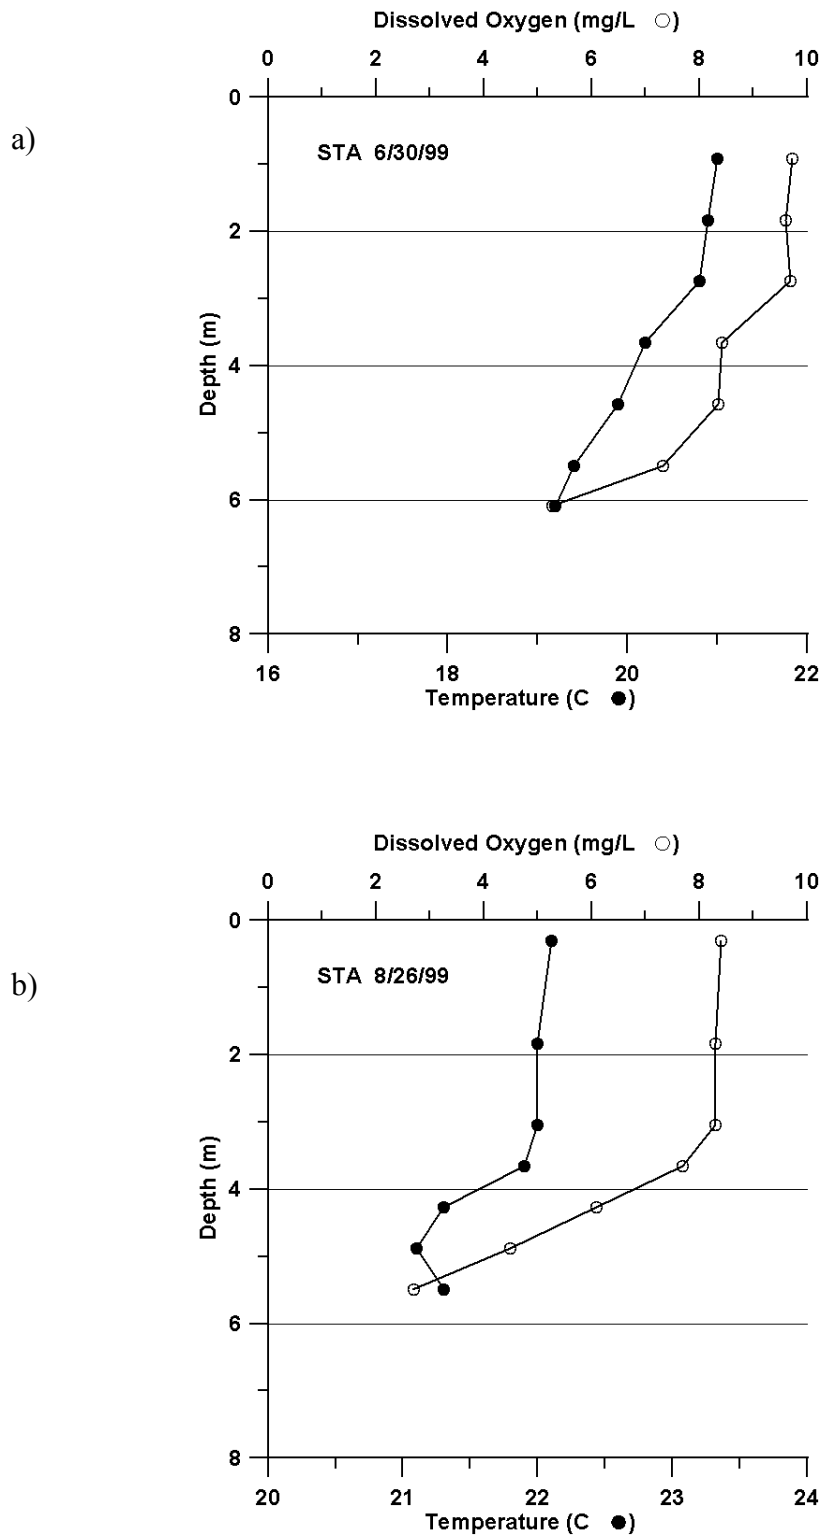 Dissolved Oxygen (mg/L ○)
0 2 4 6 8 10
0
a)
STA 6/30/99
2
Depth (m)
4
6
8
16 18 20 22
Temperature (C ●)
Dissolved Oxygen (mg/L ○)
0 2 4 6 8 10
0
b)
STA 8/26/99
2
Depth (m)
4
6
8
20 21 22 23 24
Temperature (C ●)